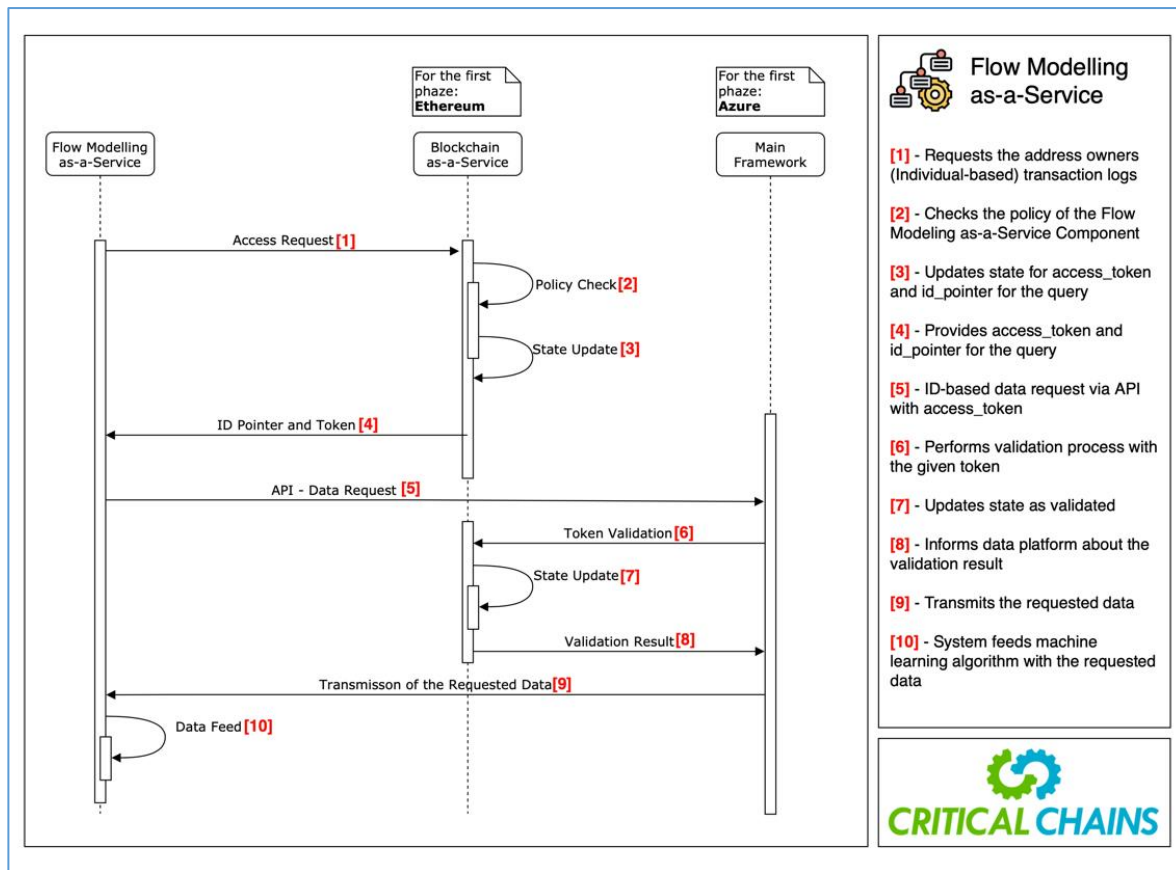 For the first
phaze:
Ethereum
For the first
phaze:
Azure
Flow Modelling
as-a-Service
Blockchain
as-a-Service
Main
Framework
Access Request [1]
Policy Check [2]
State Update [3]
ID Pointer and Token [4]
API - Data Request [5]
Token Validation [6]
State Update [7]
Validation Result [8]
Transmisson of the Requested Data [9]
Data Feed [10]
Flow Modelling
as-a-Service
[1] - Requests the address owners
(Individual-based) transaction logs
[2] - Checks the policy of the Flow
Modeling as-a-Service Component
[3] - Updates state for access_token
and id_pointer for the query
[4] - Provides access_token and
id_pointer for the query
[5] - ID-based data request via API
with access_token
[6] - Performs validation process with
the given token
[7] - Updates state as validated
[8] - Informs data platform about the
validation result
[9] - Transmits the requested data
[10] - System feeds machine
learning algorithm with the requested
data
CRITICAL CHAINS